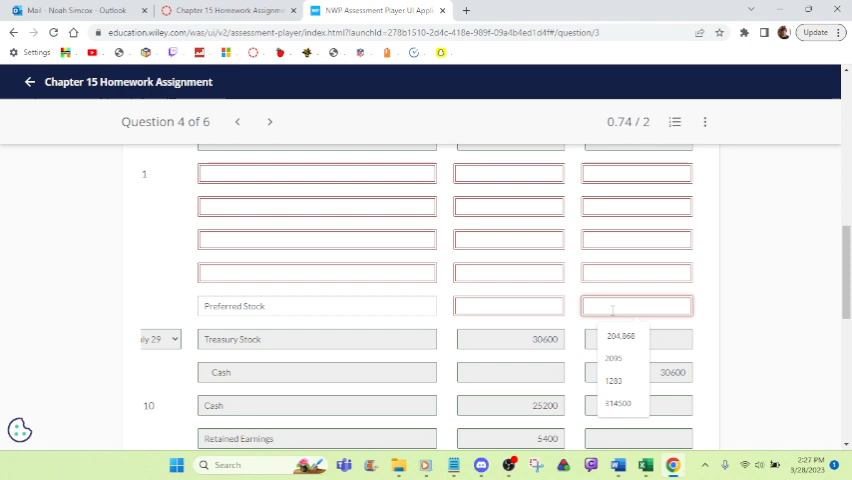 Mail - Noah Simcox - Outlook
Chapter 15 Homework Assignm
NWP Assessment Player UI Appli
education.wiley.com/was/ui/v2/assessment-player/index.html?launchId=278b1510-2d4c-418e-989f-09a4b4ed1d4f#/question/3
Update
Settings
Chapter 15 Homework Assignment
Question 4 of 6
0.74 / 2
1
Preferred Stock
204,868
2095
1283
314500
ily 29
Treasury Stock
30600
Cash
30600
10
Cash
25200
Retained Earnings
5400
Search
2:27 PM
3/28/2023